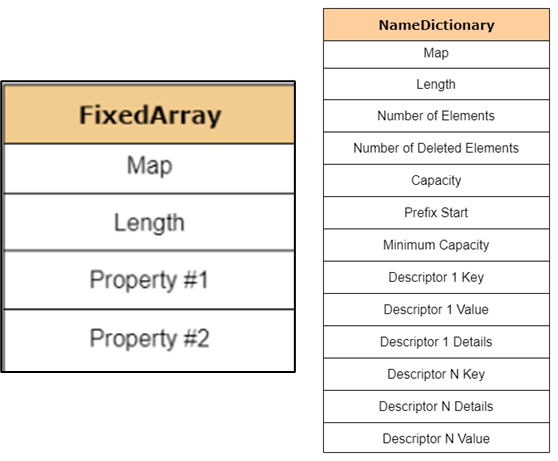 FixedArray
Map
Length
Property #1
Property #2
NameDictionary
Map
Length
Number of Elements
Number of Deleted Elements
Capacity
Prefix Start
Minimum Capacity
Descriptor 1 Key
Descriptor 1 Value
Descriptor 1 Details
Descriptor N Key
Descriptor N Details
Descriptor N Value